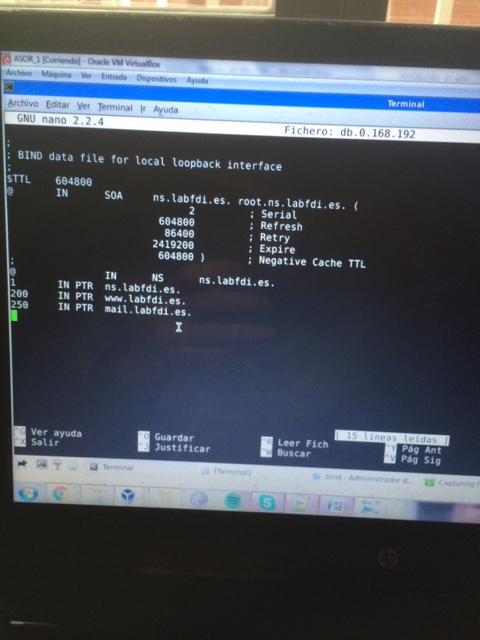 ASOR_1 [Corriendo] - Oracle VM VirtualBox
Archivo Máquina Ver Entrada Dispositivos Ayuda
Terminal
Archivo Editar Ver Terminal Ir Ayuda
GNU nano 2.2.4 Fichero: db.0.168.192
;
; BIND data file for local loopback interface
;
$TTL 604800
@ IN SOA ns.labfdi.es. root.ns.labfdi.es. (
2 ; Serial
604800 ; Refresh
86400 ; Retry
2419200 ; Expire
604800 ) ; Negative Cache TTL
;
@ IN NS ns.labfdi.es.
1 IN PTR ns.labfdi.es.
200 IN PTR www.labfdi.es.
250 IN PTR mail.labfdi.es.
[ 15 líneas leídas ]
^G Ver ayuda ^O Guardar ^R Leer Fich ^Y Pág Ant
^X Salir ^J Justificar ^W Buscar ^V Pág Sig
Terminal [Terminal] - Administrador d... Capturing
hp